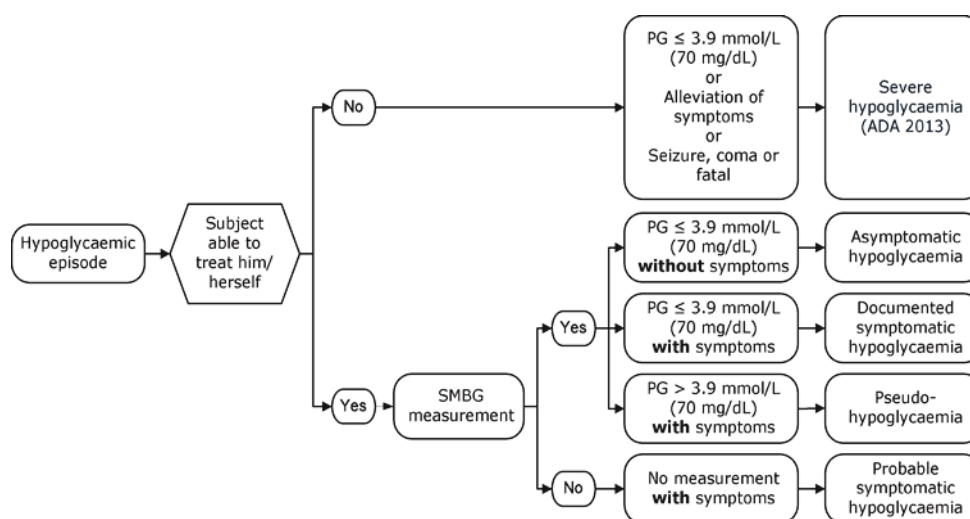 Hypoglycaemic
episode
Subject
able to
treat him/
herself
No
PG ≤ 3.9 mmol/L
(70 mg/dL)
or
Alleviation of
symptoms
or
Seizure, coma or
fatal
Severe
hypoglycaemia
(ADA 2013)
Yes
SMBG
measurement
Yes
PG ≤ 3.9 mmol/L
(70 mg/dL)
without symptoms
Asymptomatic
hypoglycaemia
PG ≤ 3.9 mmol/L
(70 mg/dL)
with symptoms
Documented
symptomatic
hypoglycaemia
PG > 3.9 mmol/L
(70 mg/dL)
with symptoms
Pseudo-
hypoglycaemia
No
No measurement
with symptoms
Probable
symptomatic
hypoglycaemia